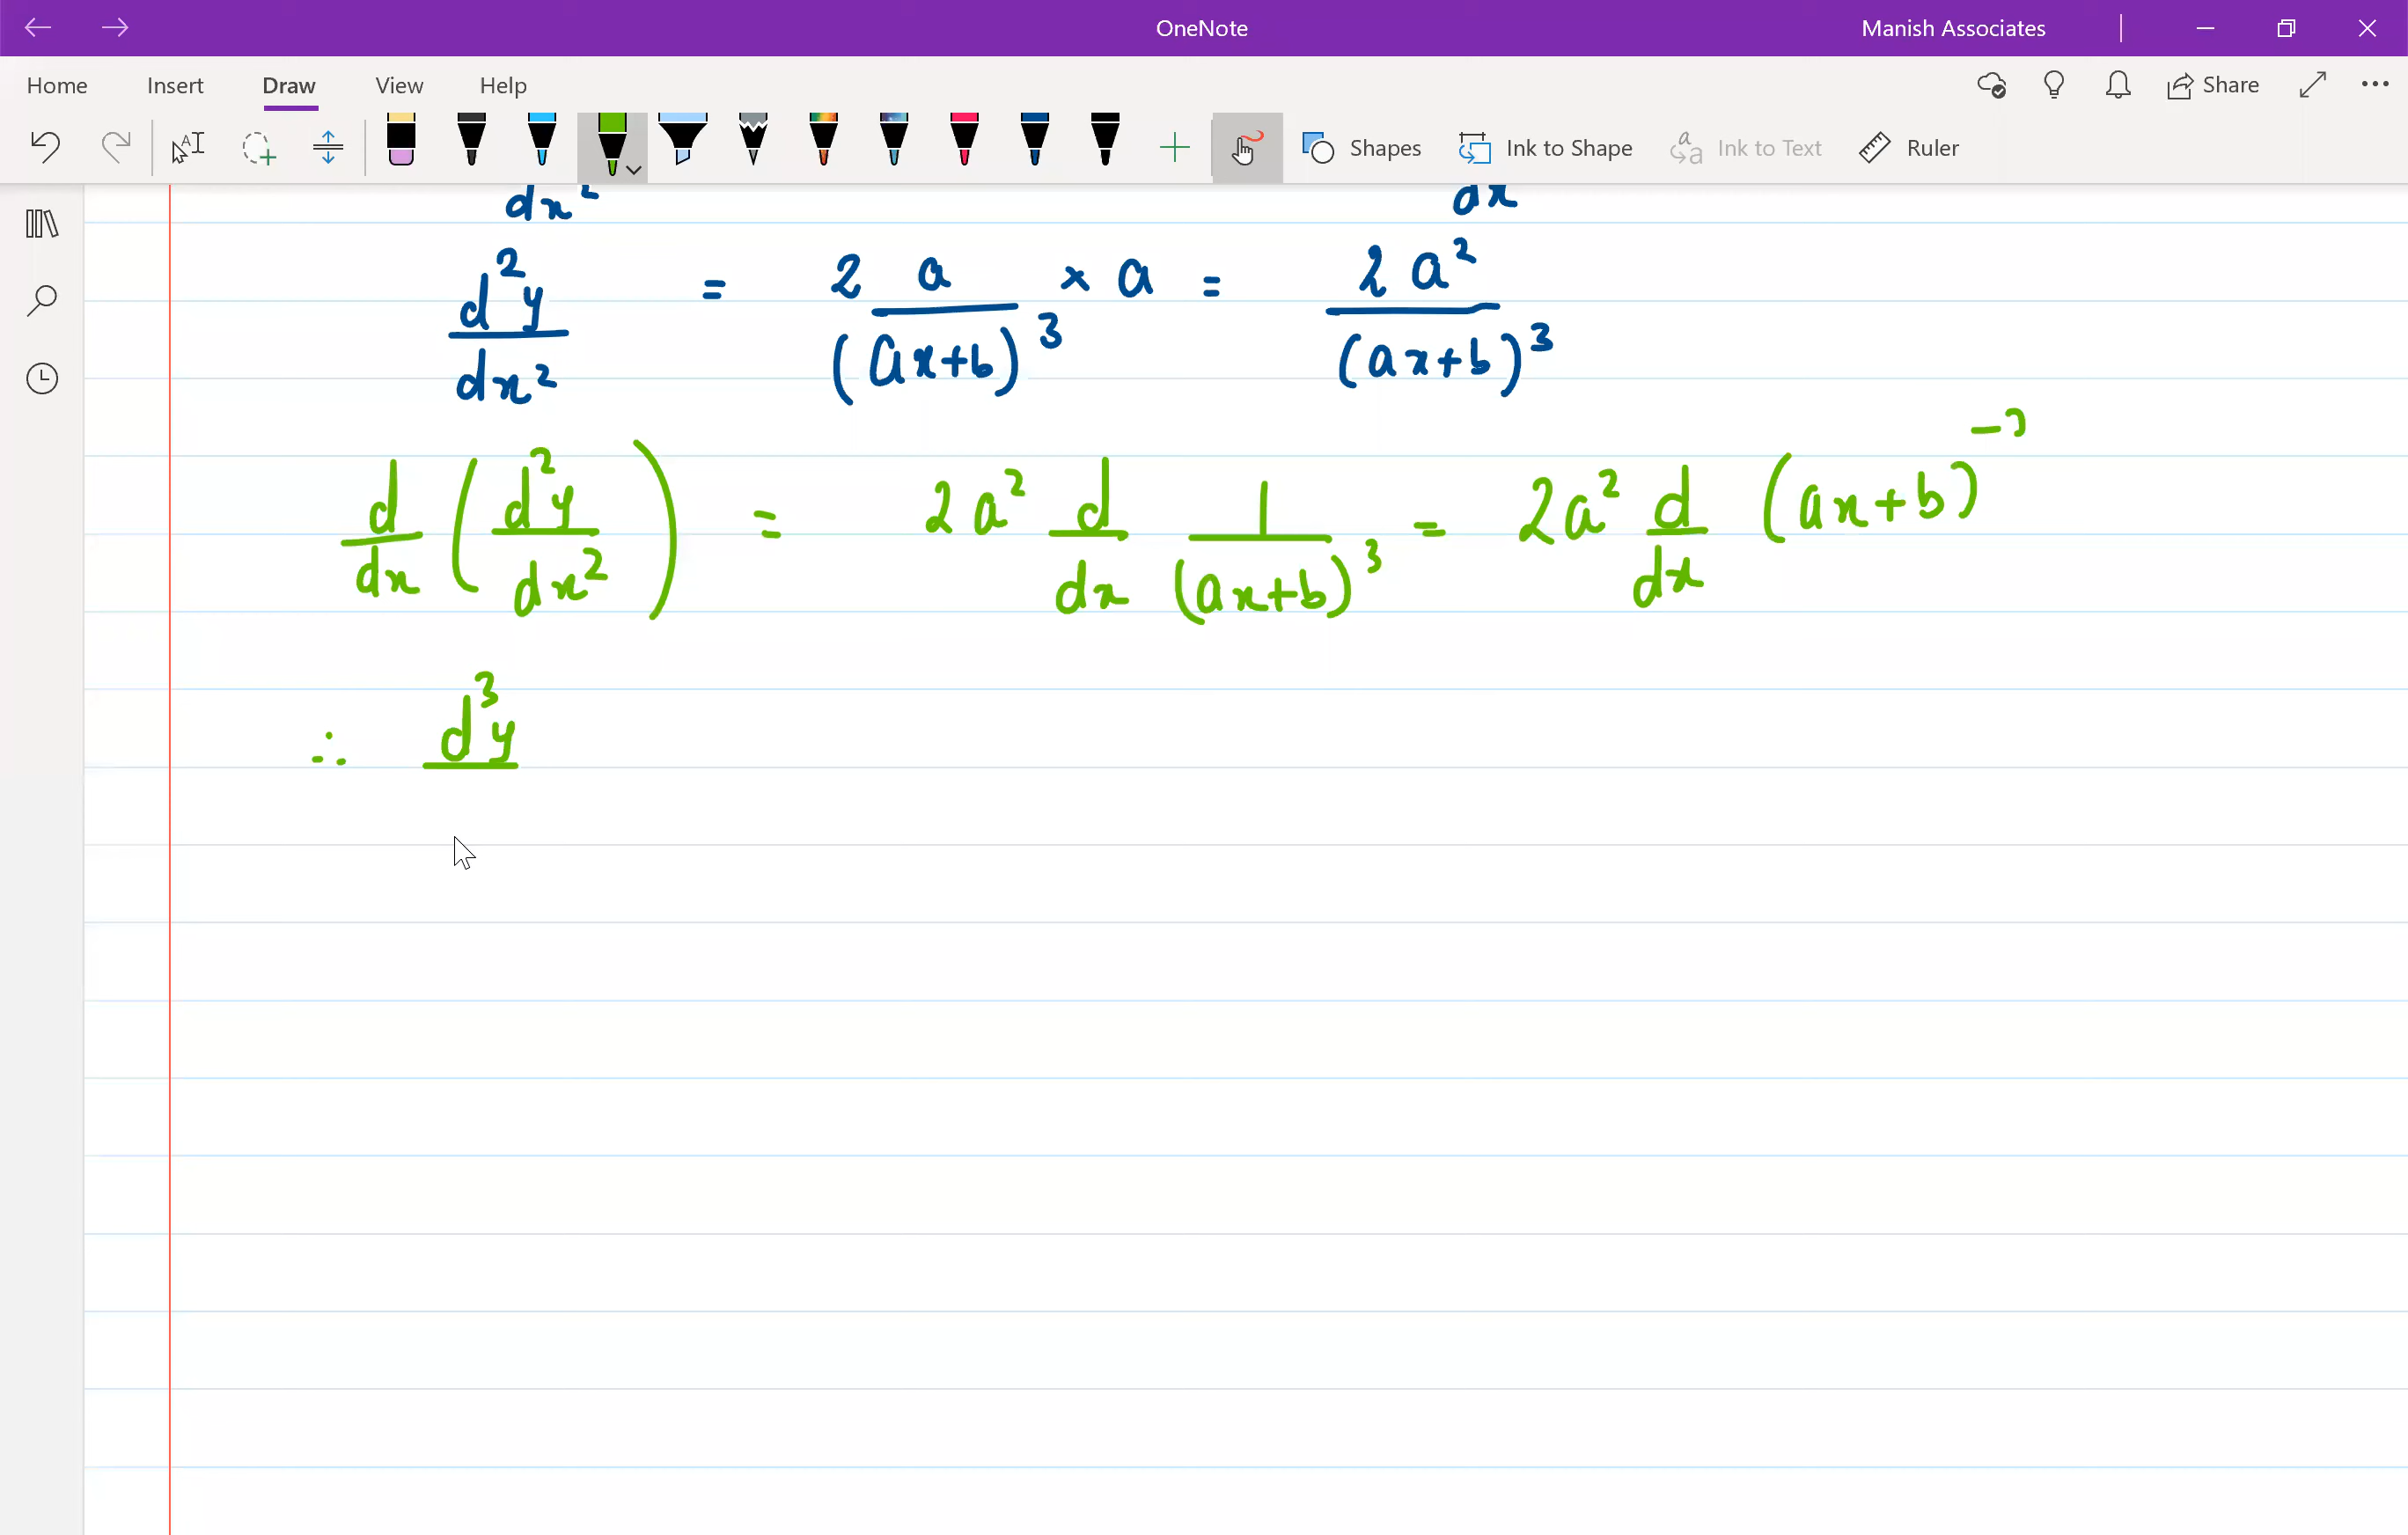 OneNote Manish Associates
Home Insert Draw View Help Share
Shapes Ink to Shape Ink to Text Ruler
dx² dx
d²y/dx² = 2 a/(ax+b)³ × a = 2a²/(ax+b)³
d/dx (d²y/dx²) = 2a² d/dx 1/(ax+b)³ = 2a² d/dx (ax+b)⁻³
∴ d³y